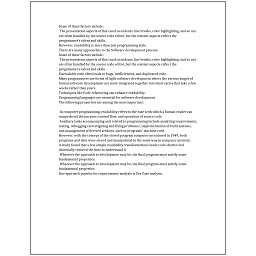 Some of these factors include:
The presentation aspects of this (such as indents, line breaks, color highlighting, and so on)
are often handled by the source code editor, but the content aspects reflect the
programmer's talent and skills.
However, readability is more than just programming style.
There are many approaches to the Software development process.
Some of these factors include:
The presentation aspects of this (such as indents, line breaks, color highlighting, and so on)
are often handled by the source code editor, but the content aspects reflect the
programmer's talent and skills.
Unreadable code often leads to bugs, inefficiencies, and duplicated code.
Many programmers use forms of Agile software development where the various stages of
formal software development are more integrated together into short cycles that take a few
weeks rather than years.
Techniques like Code refactoring can enhance readability.
Programming languages are essential for software development.
The following properties are among the most important:
In computer programming, readability refers to the ease with which a human reader can
comprehend the purpose, control flow, and operation of source code.
Auxiliary tasks accompanying and related to programming include analyzing requirements,
testing, debugging (investigating and fixing problems), implementation of build systems,
and management of derived artifacts, such as programs' machine code.
However, with the concept of the stored-program computer introduced in 1949, both
programs and data were stored and manipulated in the same way in computer memory.
A study found that a few simple readability transformations made code shorter and
drastically reduced the time to understand it.
Whatever the approach to development may be, the final program must satisfy some
fundamental properties.
Whatever the approach to development may be, the final program must satisfy some
fundamental properties.
One approach popular for requirements analysis is Use Case analysis.